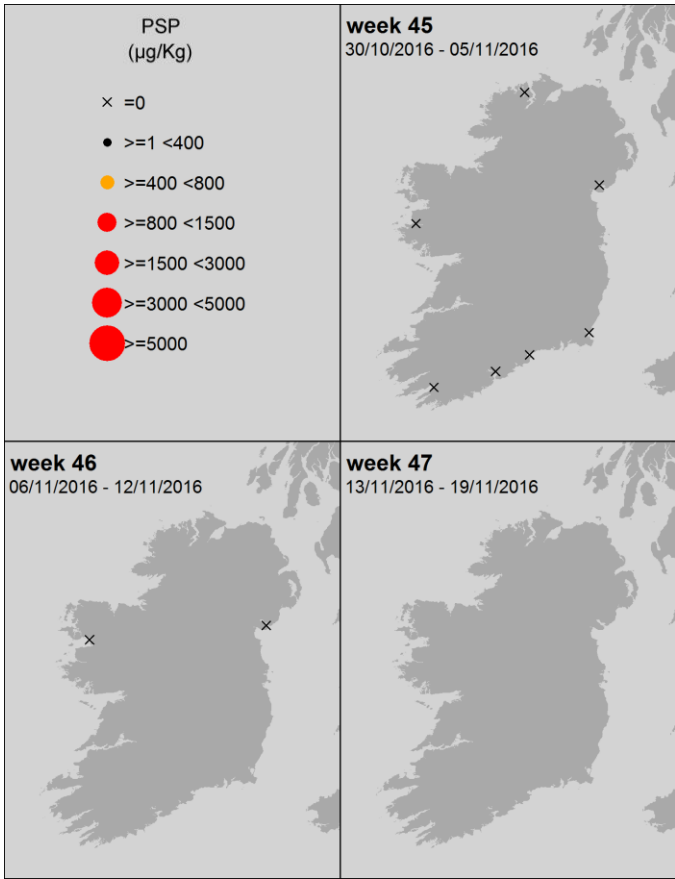 PSP
(µg/Kg)
=0
>=1 <400
>=400 <800
>=800 <1500
>=1500 <3000
>=3000 <5000
>=5000
week 45
30/10/2016 - 05/11/2016
week 46
06/11/2016 - 12/11/2016
week 47
13/11/2016 - 19/11/2016